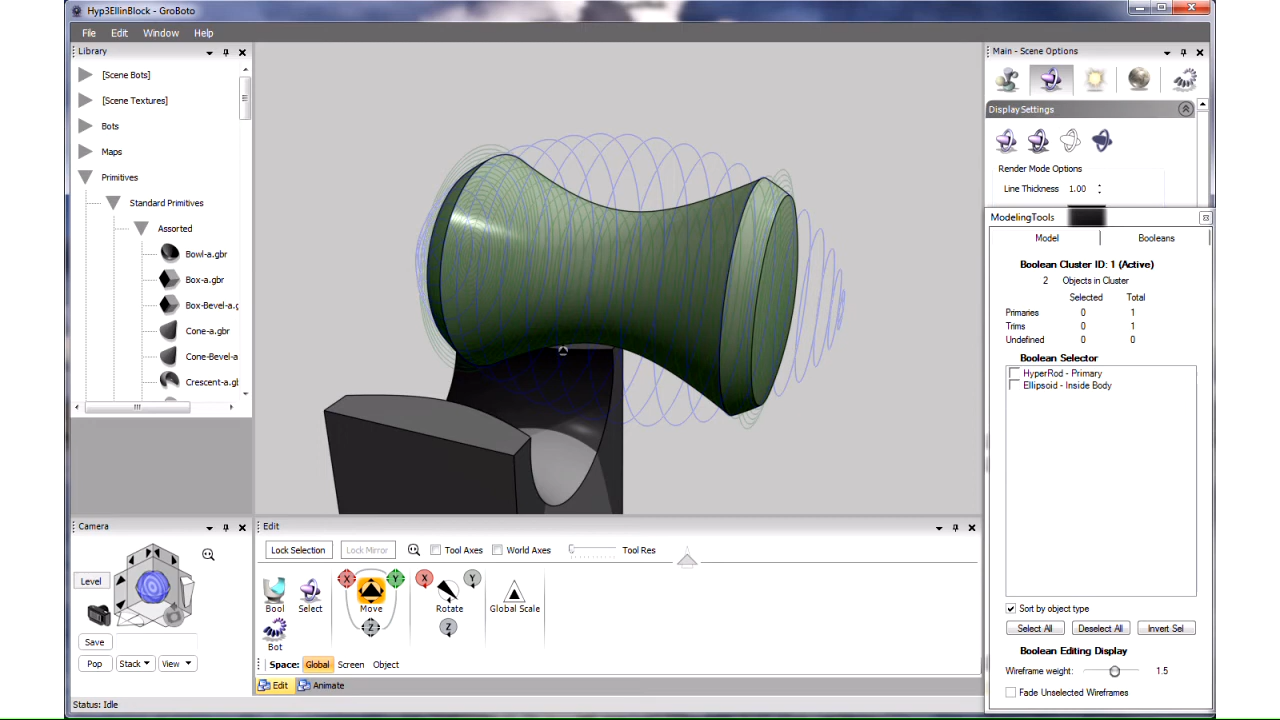 Hyp3EllinBlock - GroBoto
File Edit Window Help
Library
[Scene Bots]
[Scene Textures]
Bots
Maps
Primitives
Standard Primitives
Assorted
Bowl-a.gbr
Box-a.gbr
Box-Bevel-a.g
Cone-a.gbr
Cone-Bevel-a
Crescent-a.gb
Main - Scene Options
Display Settings
Render Mode Options
Line Thickness 1.00
ModelingTools
Model Booleans
Boolean Cluster ID: 1 (Active)
2 Objects in Cluster
Selected Total
Primaries 0 1
Trims 0 1
Undefined 0 0
Boolean Selector
HyperRod - Primary
Ellipsoid - Inside Body
Sort by object type
Select All Deselect All Invert Sel
Boolean Editing Display
Wireframe weight: 1.5
Fade Unselected Wireframes
Camera
Level
Save
Pop Stack View
Edit
Lock Selection Lock Mirror Tool Axes World Axes Tool Res
X Y X Y
Bool Select Move Rotate Global Scale
Z Z
Bot
Space: Global Screen Object
Edit Animate
Status: Idle